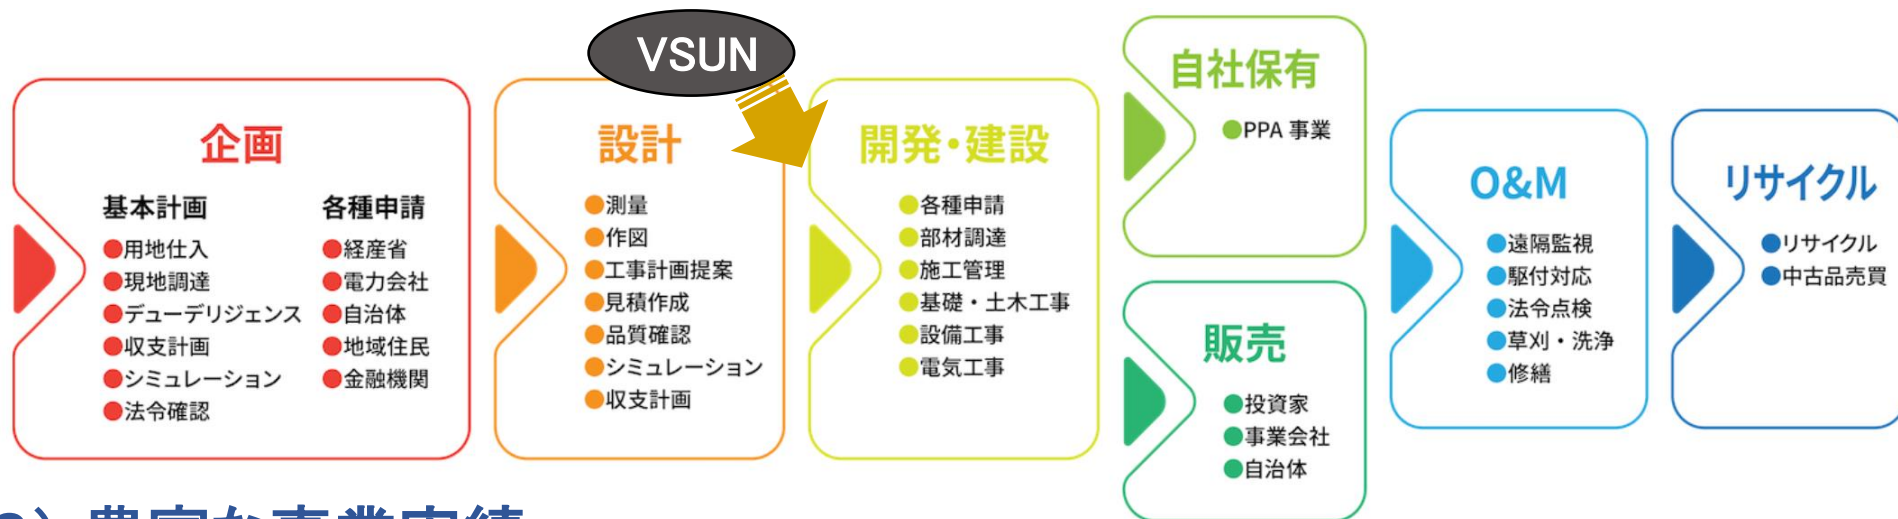 VSUN
企画
基本計画
●用地仕入
●現地調達
●デューデリジェンス
●収支計画
●シミュレーション
●法令確認
各種申請
●経産省
●電力会社
●自治体
●地域住民
●金融機関
設計
●測量
●作図
●工事計画提案
●見積作成
●品質確認
●シミュレーション
●収支計画
開発・建設
●各種申請
●部材調達
●施工管理
●基礎・土木工事
●設備工事
●電気工事
自社保有
●PPA 事業
販売
●投資家
●事業会社
●自治体
O&M
●遠隔監視
●駆付対応
●法令点検
●草刈・洗浄
●修繕
リサイクル
●リサイクル
●中古品売買
豊富な事業実績